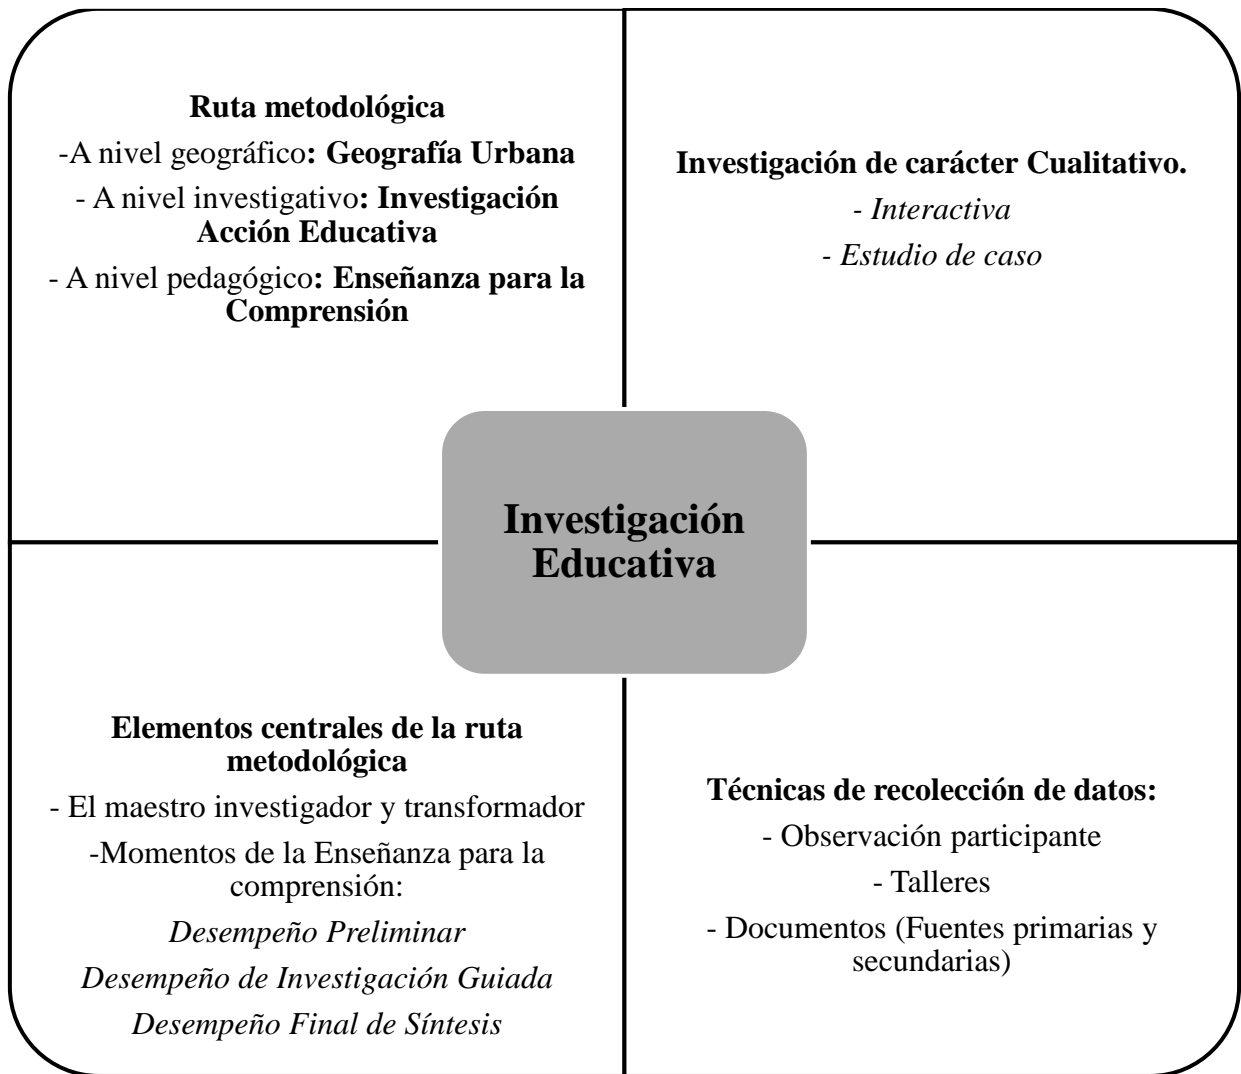 Ruta metodológica
-A nivel geográfico: Geografía Urbana
- A nivel investigativo: Investigación
Acción Educativa
- A nivel pedagógico: Enseñanza para la
Comprensión
Investigación de carácter Cualitativo.
- Interactiva
- Estudio de caso
Investigación
Educativa
Elementos centrales de la ruta
metodológica
- El maestro investigador y transformador
-Momentos de la Enseñanza para la
comprensión:
Desempeño Preliminar
Desempeño de Investigación Guiada
Desempeño Final de Síntesis
Técnicas de recolección de datos:
- Observación participante
- Talleres
- Documentos (Fuentes primarias y
secundarias)